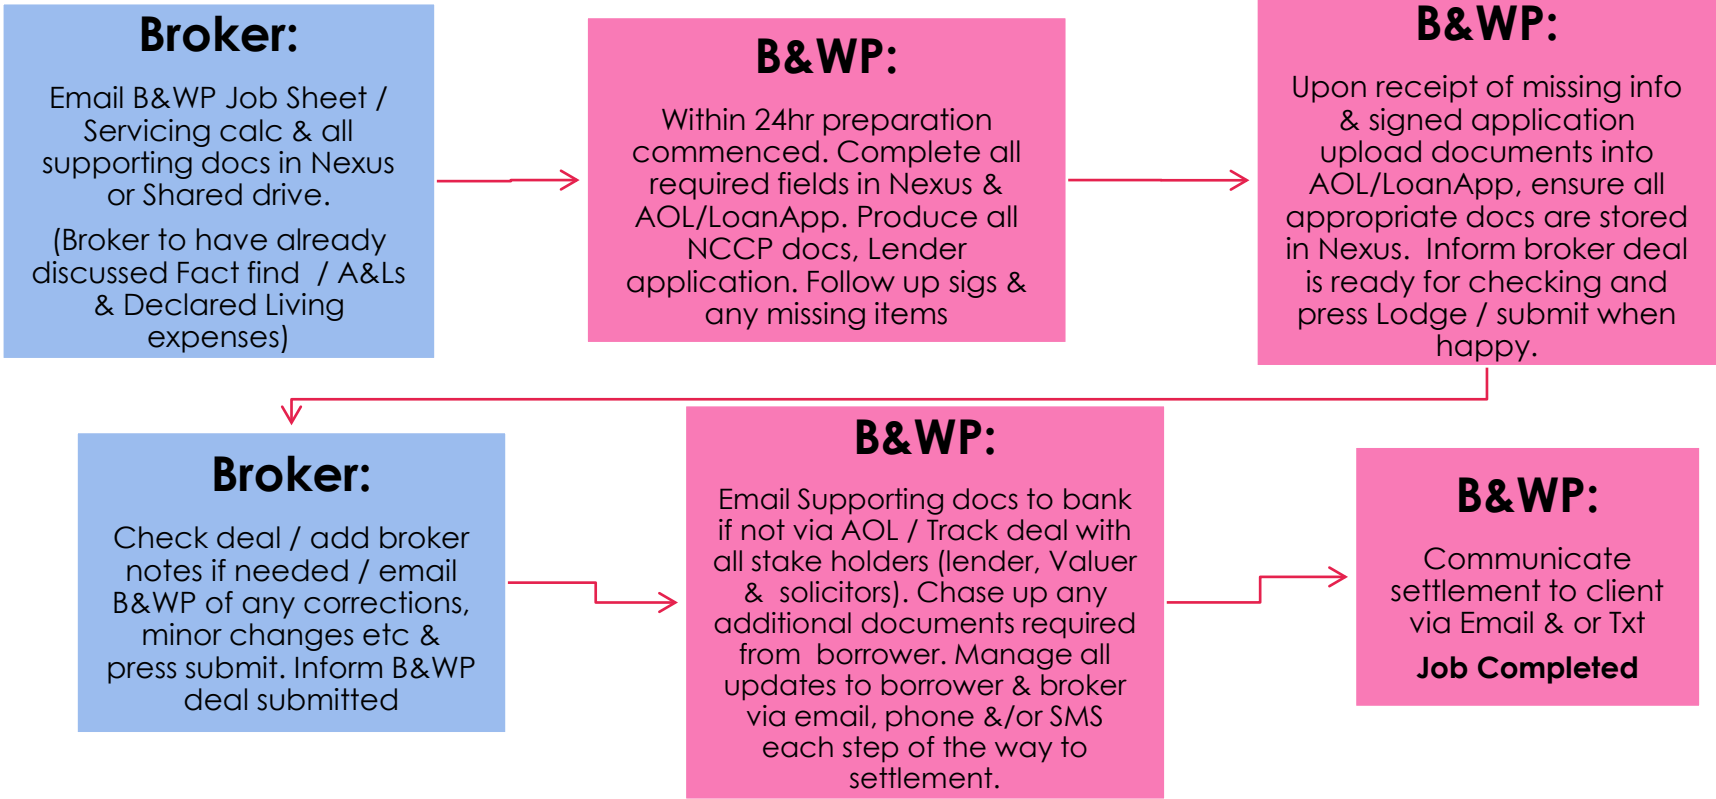 Broker:
Email B&WP Job Sheet /
Servicing calc & all
supporting docs in Nexus
or Shared drive.
(Broker to have already
discussed Fact find / A&Ls
& Declared Living
expenses)
B&WP:
Within 24hr preparation
commenced. Complete all
required fields in Nexus &
AOL/LoanApp. Produce all
NCCP docs, Lender
application. Follow up sigs &
any missing items
B&WP:
Upon receipt of missing info
& signed application
upload documents into
AOL/LoanApp, ensure all
appropriate docs are stored
in Nexus. Inform broker deal
is ready for checking and
press Lodge / submit when
happy.
Broker:
Check deal / add broker
notes if needed / email
B&WP of any corrections,
minor changes etc &
press submit. Inform B&WP
deal submitted
B&WP:
Email Supporting docs to bank
if not via AOL / Track deal with
all stake holders (lender, Valuer
& solicitors). Chase up any
additional documents required
from borrower. Manage all
updates to borrower & broker
via email, phone &/or SMS
each step of the way to
settlement.
B&WP:
Communicate
settlement to client
via Email & or Txt
Job Completed